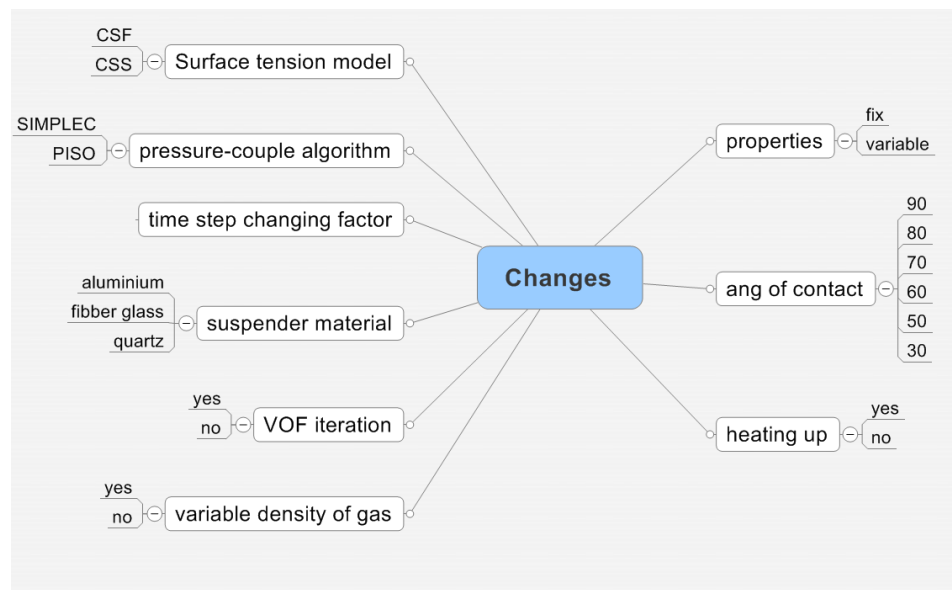 CSF
CSS
Surface tension model
SIMPLEC
PISO
pressure-couple algorithm
time step changing factor
aluminium
fibber glass
quartz
suspender material
yes
no
VOF iteration
yes
no
variable density of gas
Changes
properties
fix
variable
ang of contact
90
80
70
60
50
30
heating up
yes
no